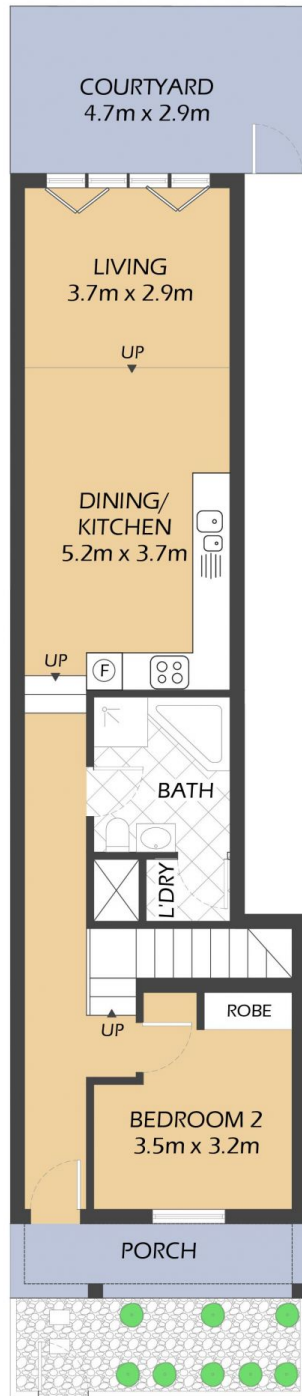 COURTYARD
4.7m x 2.9m
LIVING
3.7m x 2.9m
UP
DINING/
KITCHEN
5.2m x 3.7m
UP
F
BATH
L'DRY
UP
ROBE
BEDROOM 2
3.5m x 3.2m
PORCH